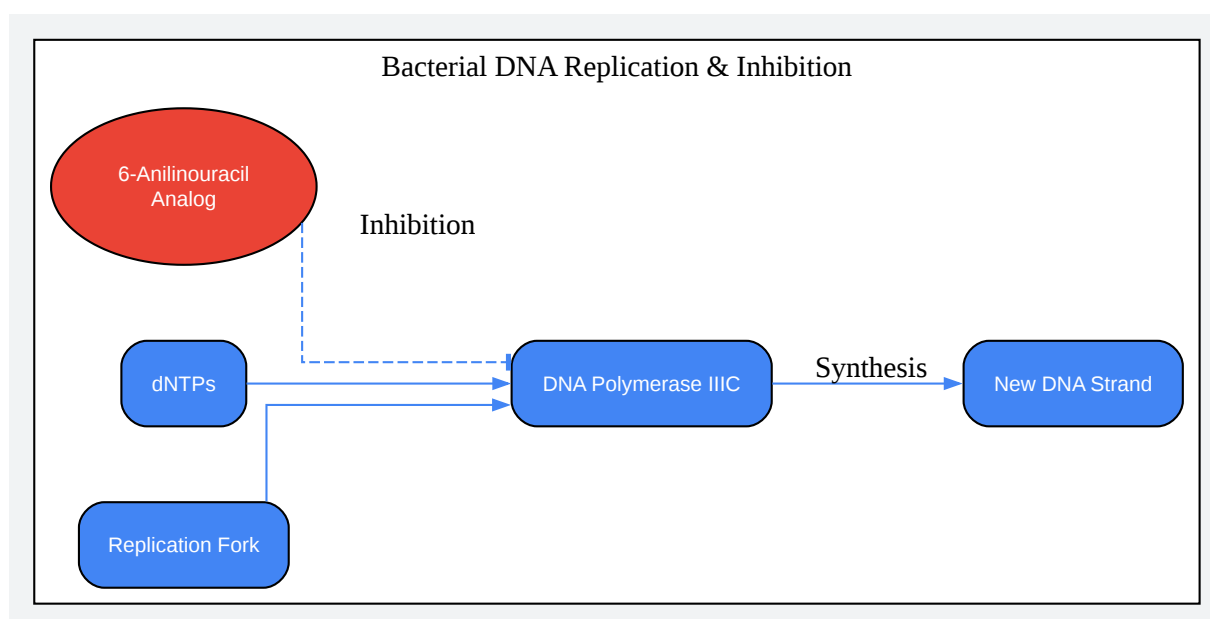 Bacterial DNA Replication & Inhibition
6-Anilinouracil
Analog
Inhibition
dNTPs
DNA Polymerase IIIC
Synthesis
New DNA Strand
Replication Fork